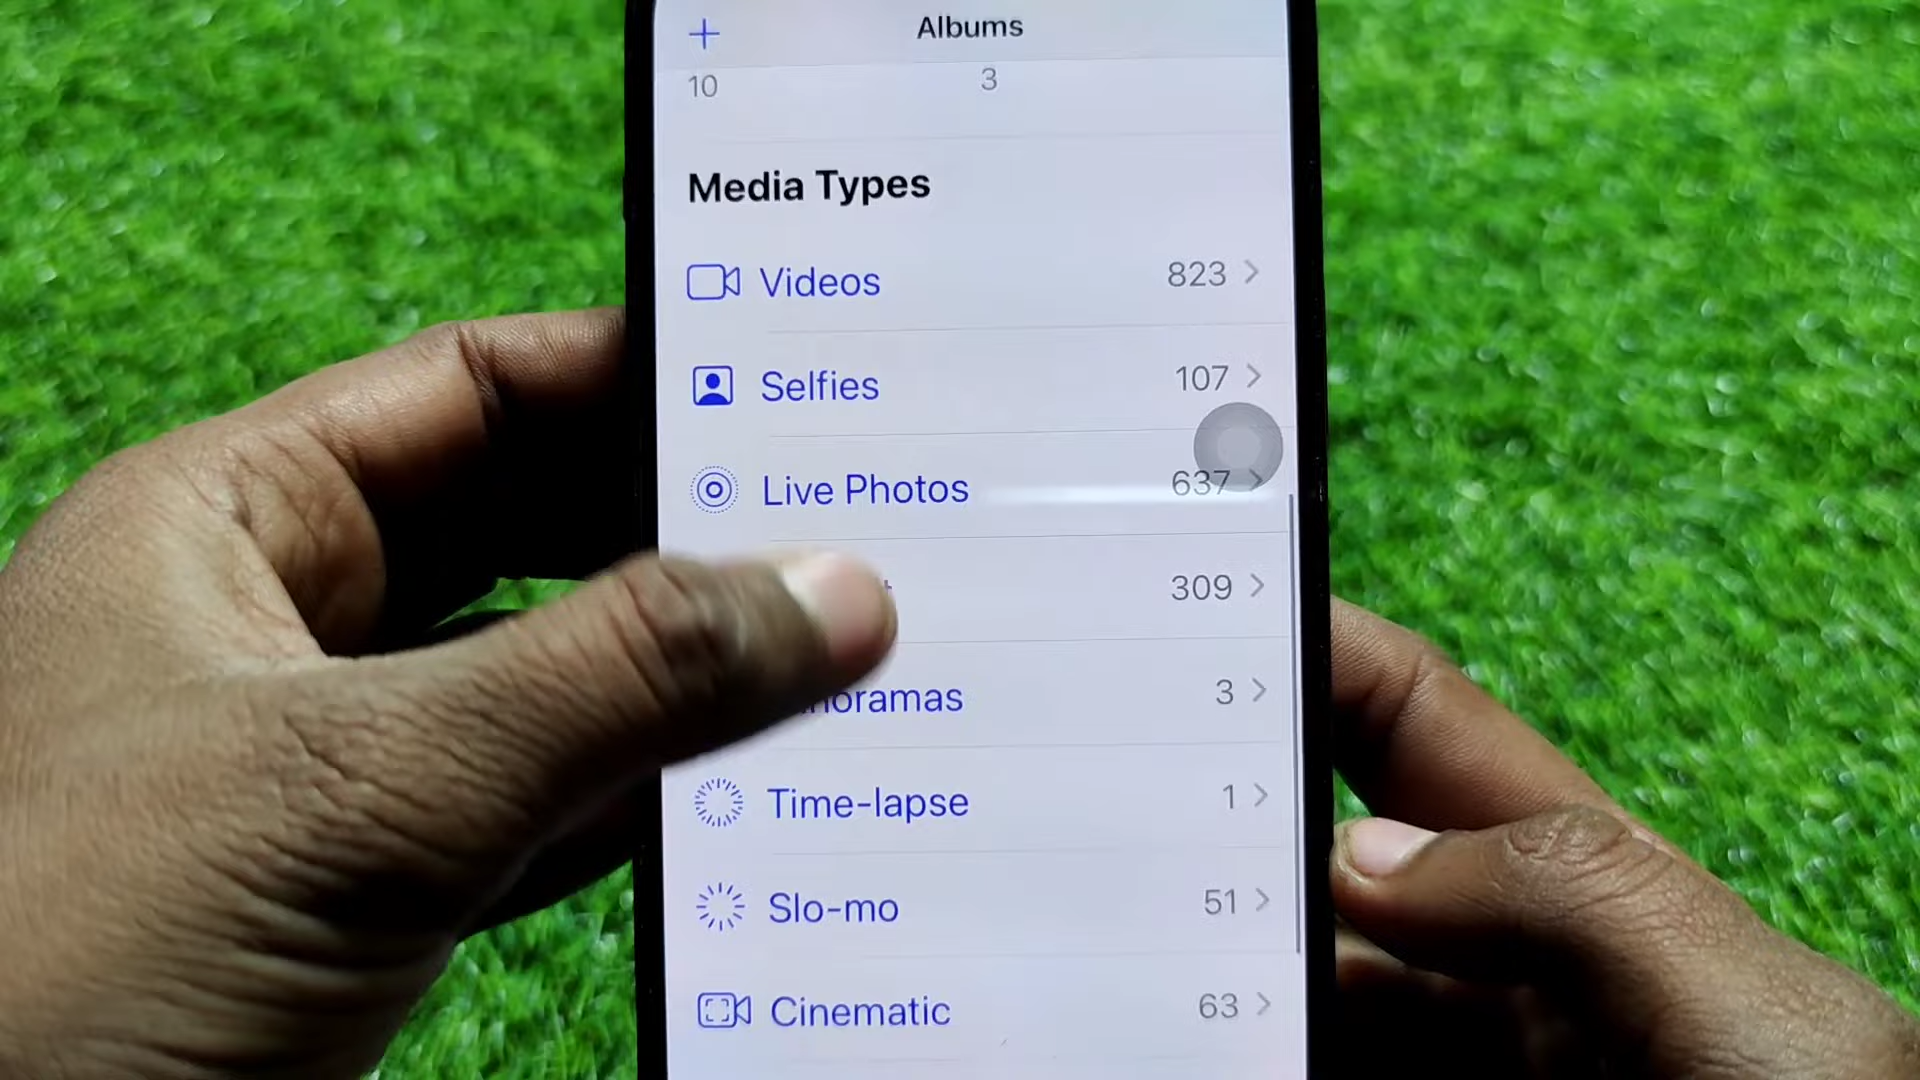 Albums
10 3
Media Types
Videos 823
Selfies 107
Live Photos 637
309
Time-lapse 1
3
Slo-mo 51
Cinematic 63